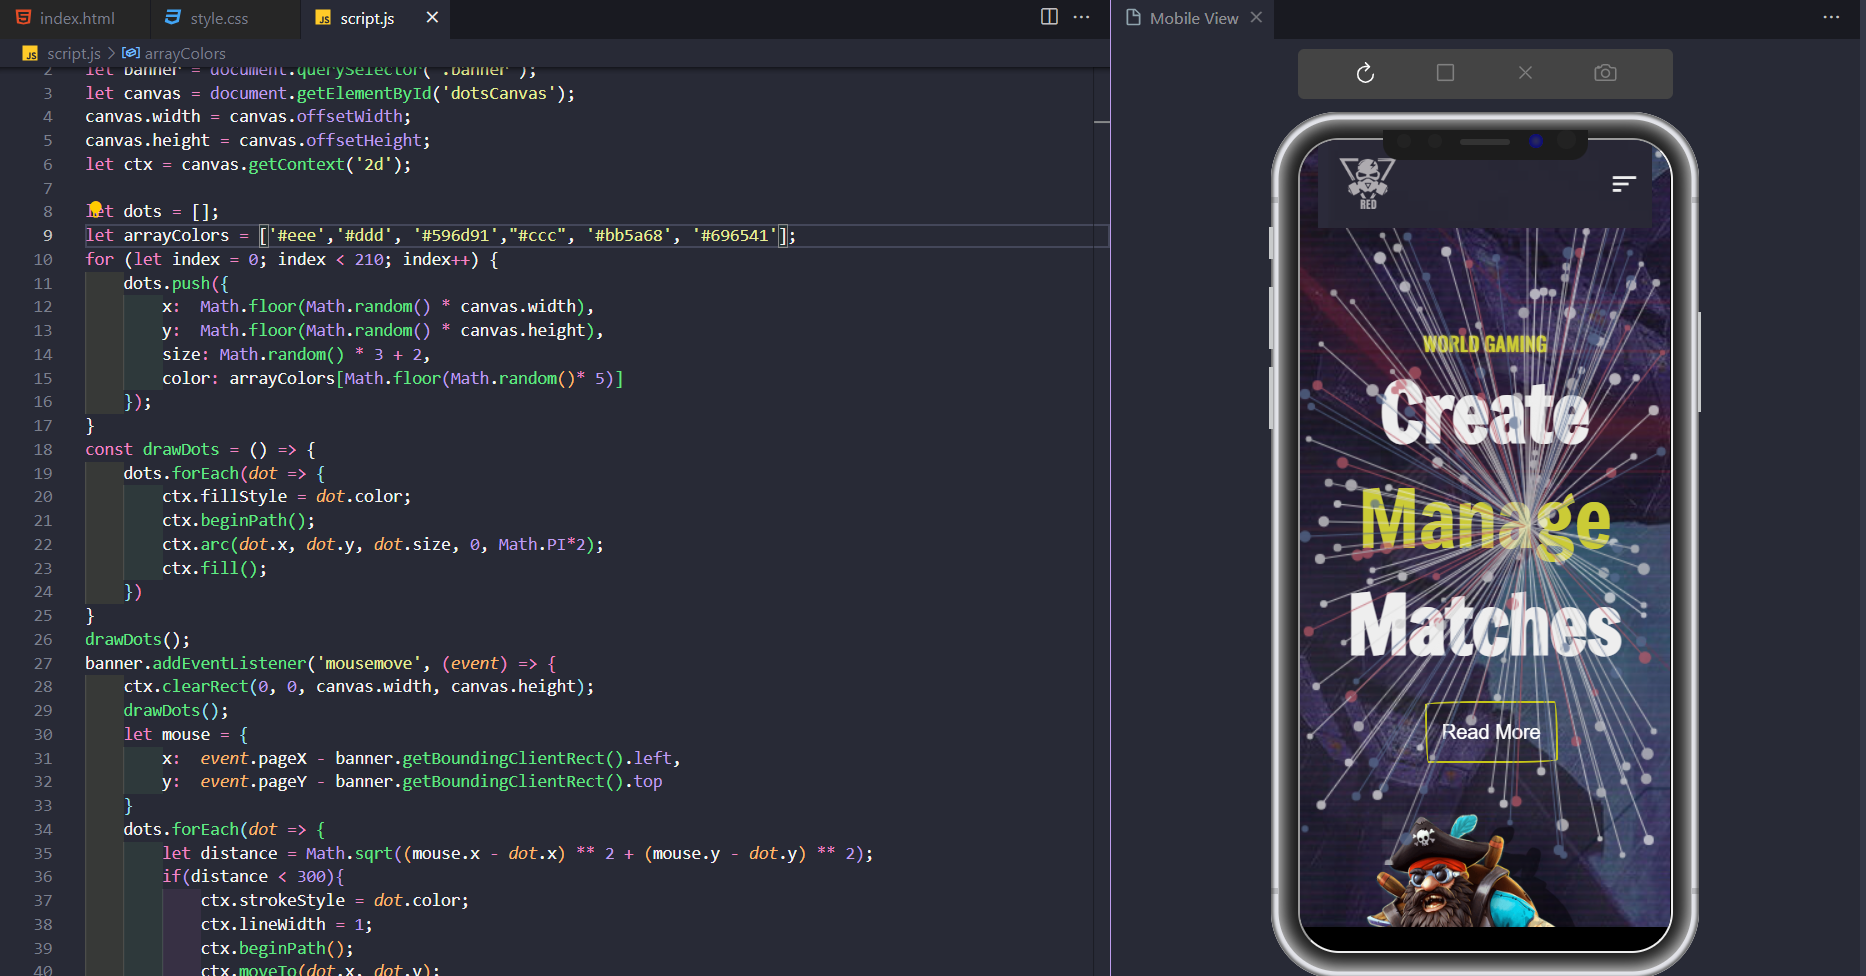 index.html
style.css
script.js
Mobile View
script.js > arrayColors
2 let banner = document.querySelector('.banner');
3 let canvas = document.getElementById('dotsCanvas');
4 canvas.width = canvas.offsetWidth;
5 canvas.height = canvas.offsetHeight;
6 let ctx = canvas.getContext('2d');
7
8 let dots = [];
9 let arrayColors = ['#eee','#ddd', '#596d91',"#ccc", '#bb5a68', '#696541'];
10 for (let index = 0; index < 210; index++) {
11 dots.push({
12 x:  Math.floor(Math.random() * canvas.width),
13 y:  Math.floor(Math.random() * canvas.height),
14 size: Math.random() * 3 + 2,
15 color: arrayColors[Math.floor(Math.random()* 5)]
16 });
17 }
18 const drawDots = () => {
19 dots.forEach(dot => {
20 ctx.fillStyle = dot.color;
21 ctx.beginPath();
22 ctx.arc(dot.x, dot.y, dot.size, 0, Math.PI*2);
23 ctx.fill();
24 })
25 }
26 drawDots();
27 banner.addEventListener('mousemove', (event) => {
28 ctx.clearRect(0, 0, canvas.width, canvas.height);
29 drawDots();
30 let mouse = {
31 x:  event.pageX - banner.getBoundingClientRect().left,
32 y:  event.pageY - banner.getBoundingClientRect().top
33 }
34 dots.forEach(dot => {
35 let distance = Math.sqrt((mouse.x - dot.x) ** 2 + (mouse.y - dot.y) ** 2);
36 if(distance < 300){
37 ctx.strokeStyle = dot.color;
38 ctx.lineWidth = 1;
39 ctx.beginPath();
40 ctx.moveTo(dot.x, dot.y);
RED
WORLD GAMING
Create
Manage
Matches
Read More